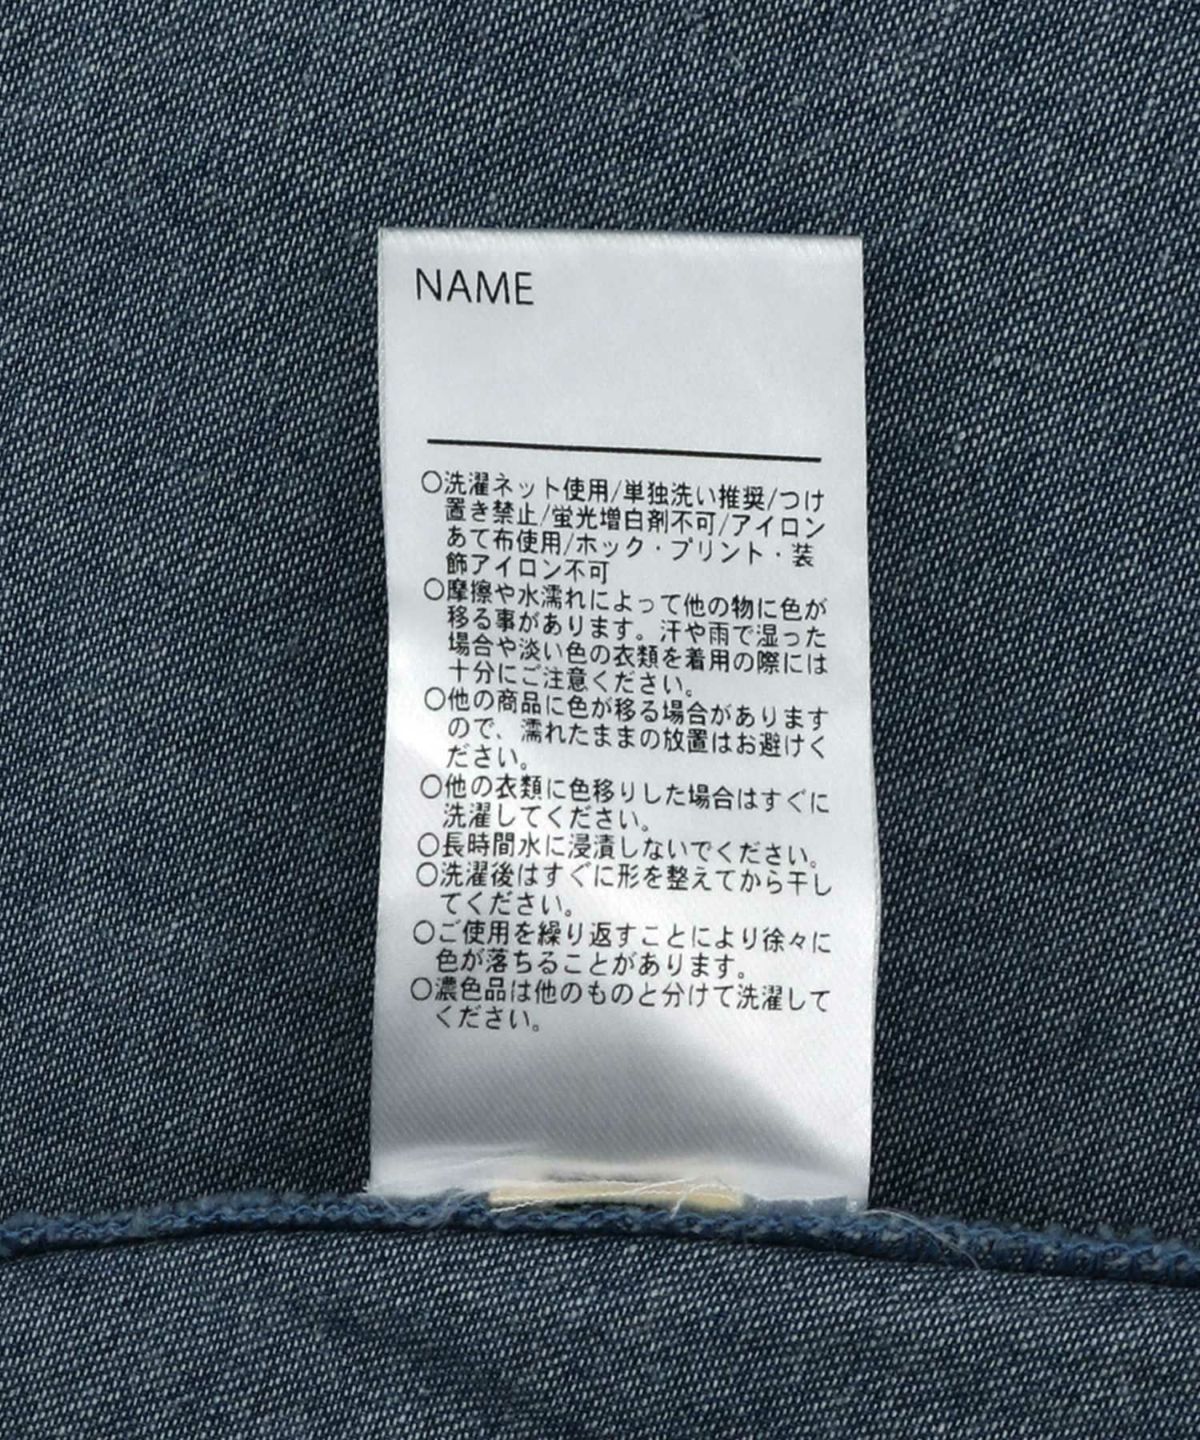 NAME
○洗濯ネット使用/単独洗い推奨/つけ
置き禁止/蛍光増白剤不可/アイロン
あて布使用/ホック・プリント・装
飾アイロン不可
○摩擦や水濡れによって他の物に色が
移る事があります。汗や雨で湿った
場合や淡い色の衣類を着用の際には
十分にご注意ください。
○他の商品に色が移る場合があります
ので、濡れたままの放置はお避けく
ださい。
○他の衣類に色移りした場合はすぐに
洗濯してください。
○長時間水に浸漬しないでください。
○洗濯後はすぐに形を整えてから干し
てください。
○ご使用を繰り返すことにより徐々に
色が落ちることがあります。
○濃色品は他のものと分けて洗濯して
ください。